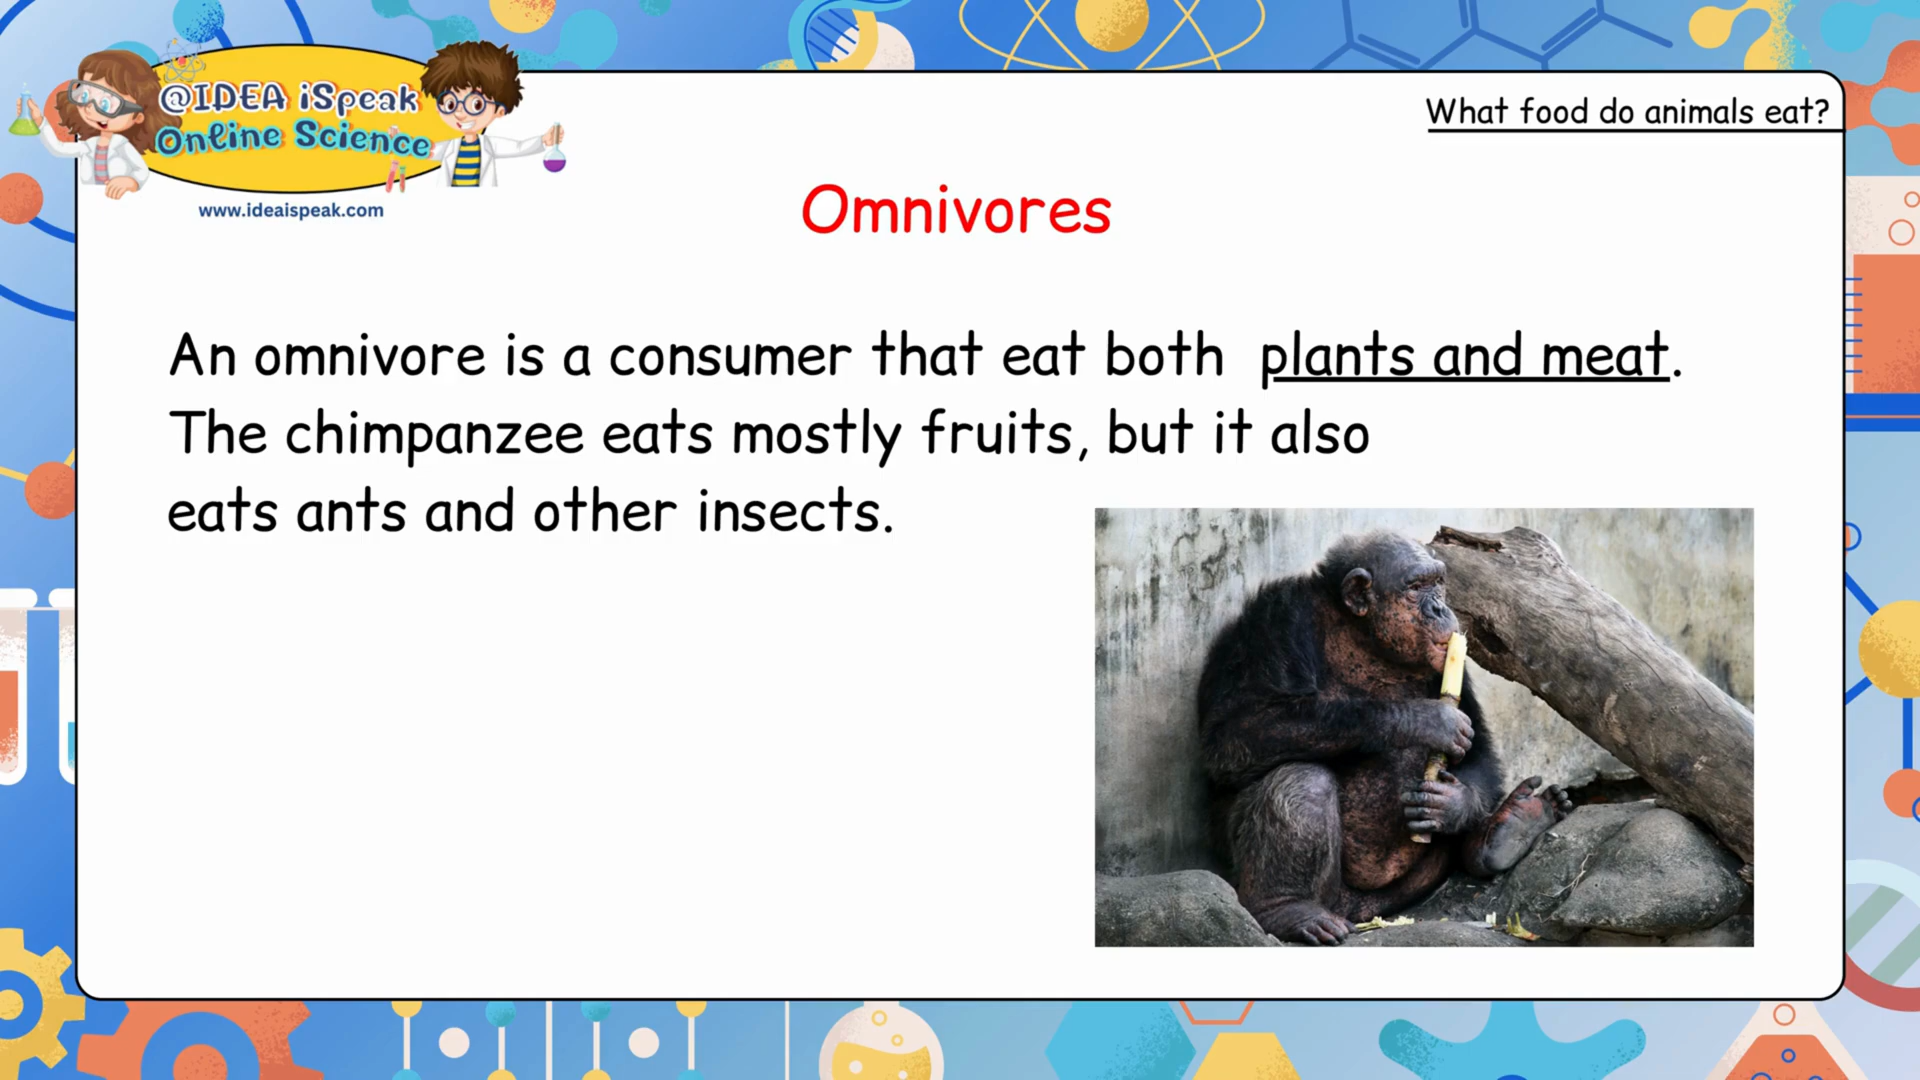 @IDEA iSpeak
Online Science
www.ideaispeak.com
What food do animals eat?
Omnivores
An omnivore is a consumer that eat both plants and meat.
The chimpanzee eats mostly fruits, but it also
eats ants and other insects.